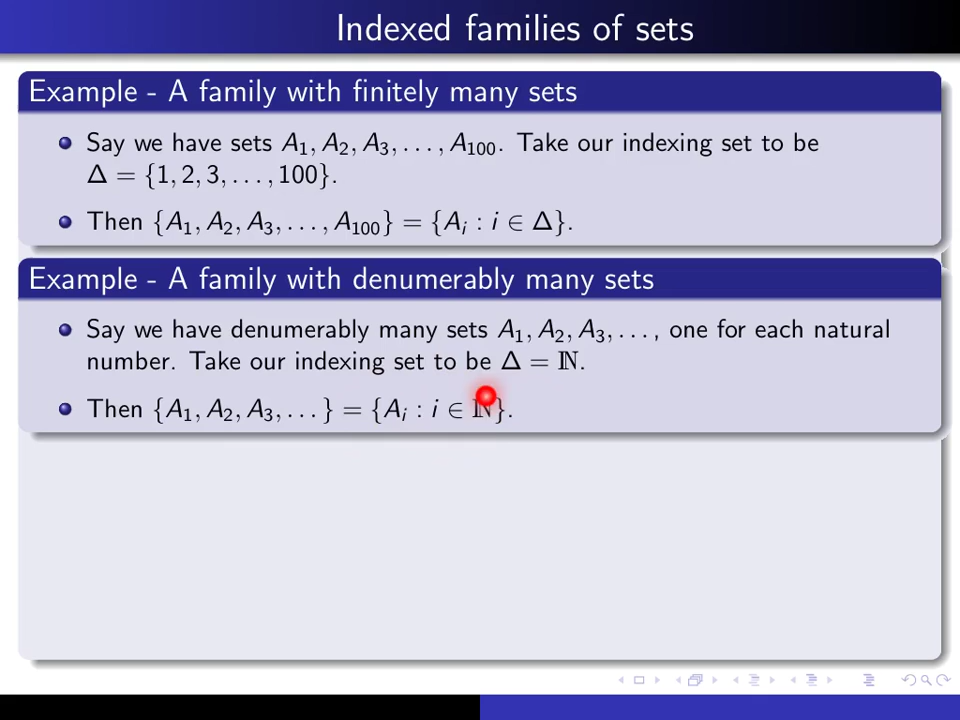 Indexed families of sets
Example - A family with finitely many sets
Say we have sets A₁, A₂, A₃, . . . , A₁₀₀. Take our indexing set to be
Δ = {1, 2, 3, . . . , 100}.
Then {A₁, A₂, A₃, . . . , A₁₀₀} = {Aᵢ : i ∈ Δ}.
Example - A family with denumerably many sets
Say we have denumerably many sets A₁, A₂, A₃, . . . , one for each natural
number. Take our indexing set to be Δ = ℕ.
Then {A₁, A₂, A₃, . . . } = {Aᵢ : i ∈ ℕ}.